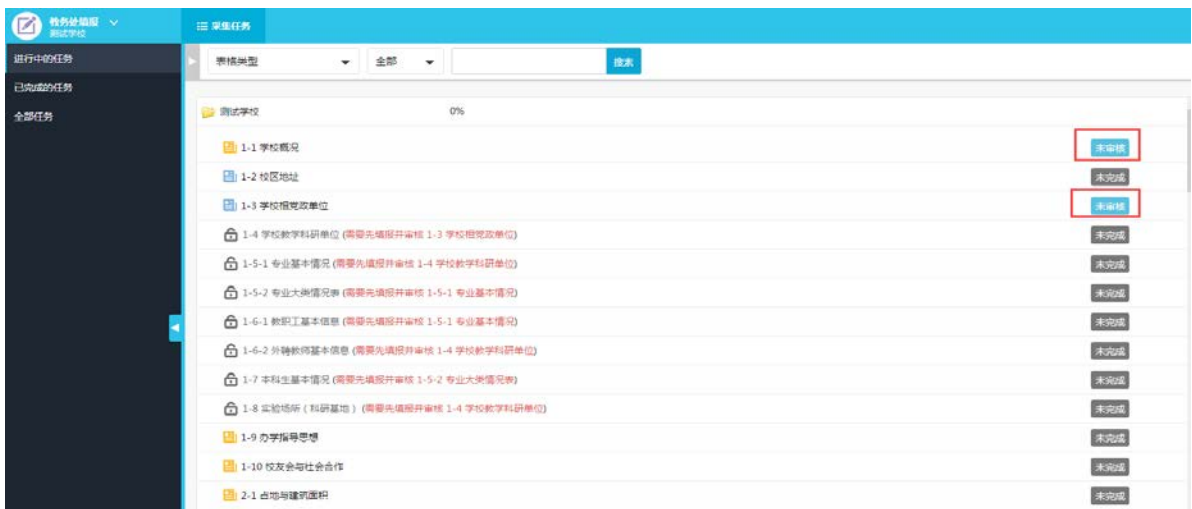 教务处填报
测试学校
采集任务
进行中的任务
已完成的任务
全部任务
表格类型
全部
搜索
测试学校 0%
1-1 学校概况 未审核
1-2 校区地址 未完成
1-3 学校相党政单位 未审核
1-4 学校教学科研单位 (需要先填报并审核 1-3 学校相党政单位) 未完成
1-5-1 专业基本情况 (需要先填报并审核 1-4 学校教学科研单位) 未完成
1-5-2 专业大类情况表 (需要先填报并审核 1-5-1 专业基本情况) 未完成
1-6-1 教职工基本信息 (需要先填报并审核 1-5-1 专业基本情况) 未完成
1-6-2 外聘教师基本信息 (需要先填报并审核 1-4 学校教学科研单位) 未完成
1-7 本科生基本情况 (需要先填报并审核 1-5-2 专业大类情况表) 未完成
1-8 实验场所（科研基地） (需要先填报并审核 1-4 学校教学科研单位) 未完成
1-9 办学指导思想 未完成
1-10 校友会与社会合作 未完成
2-1 占地与建筑面积 未完成